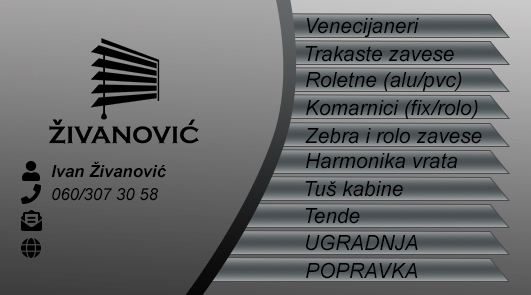 ŽIVANOVIĆ
Ivan Živanović
060/307 30 58
Venecijaneri
Trakaste zavese
Roletne (alu/pvc)
Komarnici (fix/rolo)
Zebra i rolo zavese
Harmonika vrata
Tuš kabine
Tende
UGRADNJA
POPRAVKA